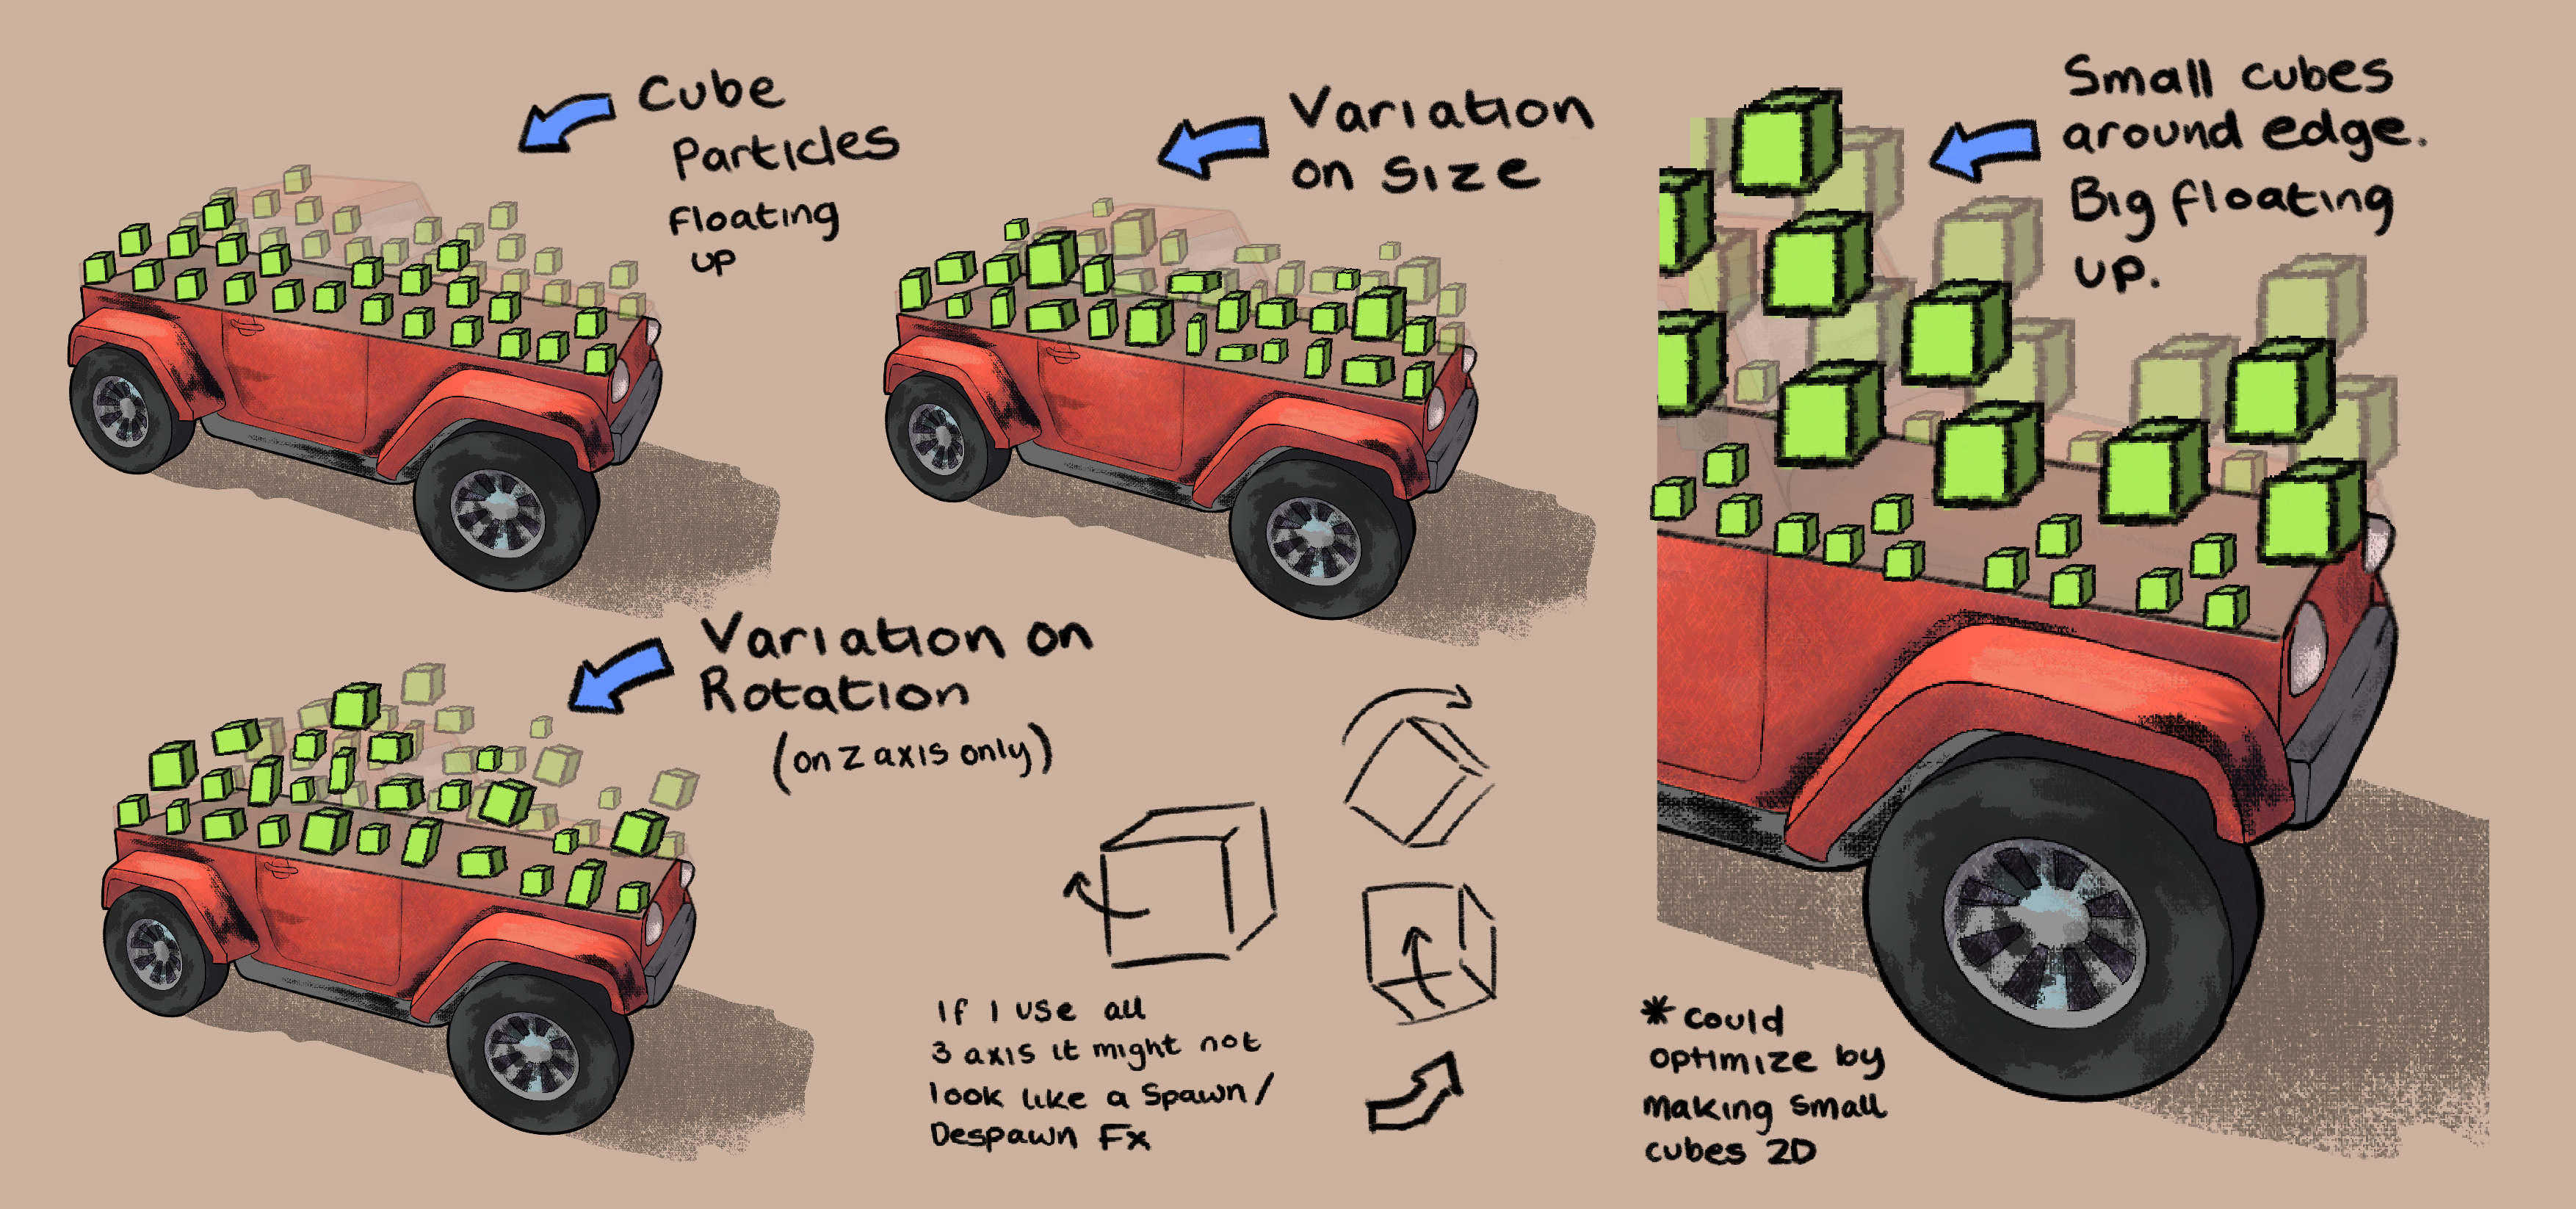 Cube
Particles
Floating
up
Variation
on Size
Small cubes
around edge.
Big floating
up.
Variation on
Rotation
(on Z axis only)
If I use all
3 axis it might not
look like a Spawn/
Despawn Fx
* Could
optimize by
making small
cubes 2D